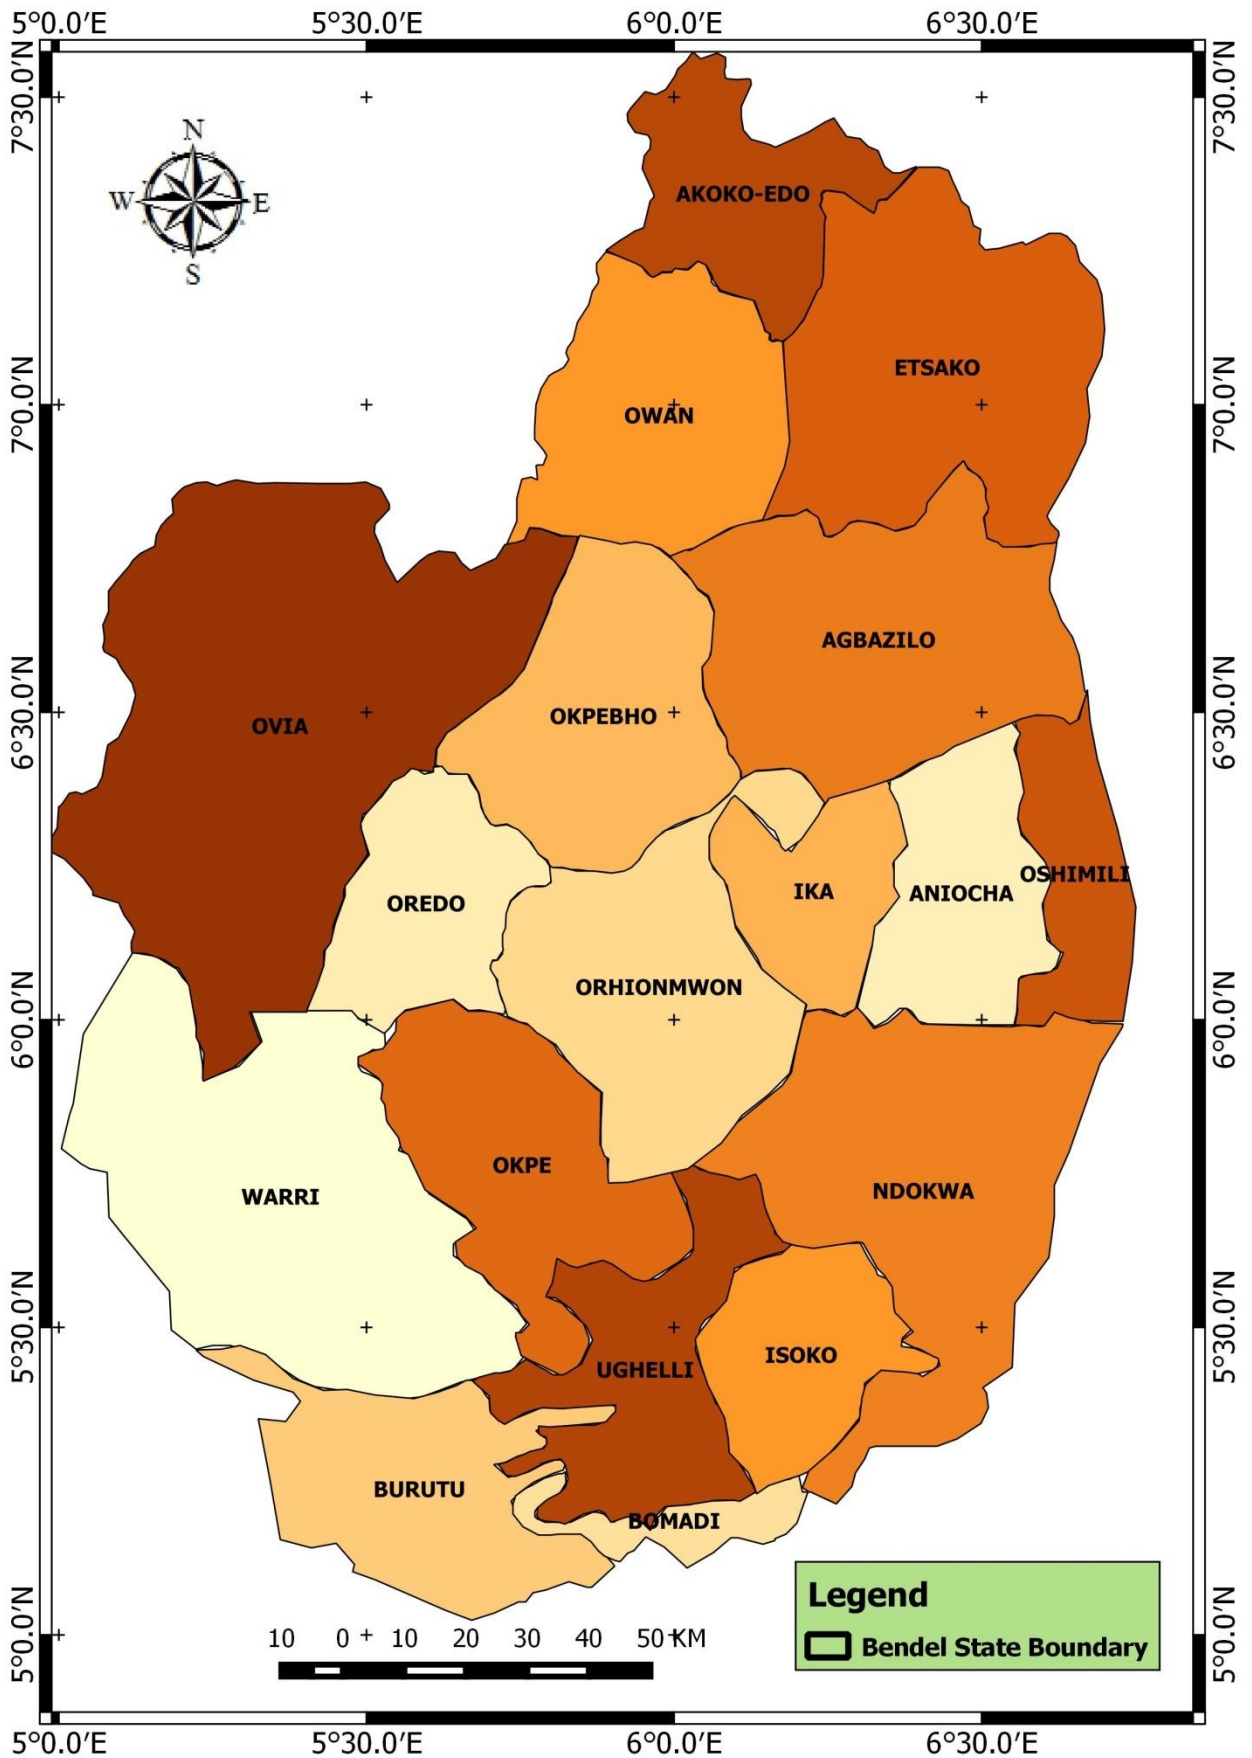 5°0.0′E 5°30.0′E 6°0.0′E 6°30.0′E
7°30.0′N 7°30.0′N
N
W E
S
AKOKO-EDO
ETSAKO
7°0.0′N 7°0.0′N
OWAN
AGBAZILO
6°30.0′N 6°30.0′N
OKPEBHO
OVIA
OSHIMILI
IKA
ANIOCHA
OREDO
ORHIONMWON
6°0.0′N 6°0.0′N
OKPE
NDOKWA
WARRI
5°30.0′N 5°30.0′N
ISOKO
UGHELLI
BURUTU
BOMADI
Legend
Bendel State Boundary
10 0 10 20 30 40 50 KM
5°0.0′N 5°0.0′N
5°0.0′E 5°30.0′E 6°0.0′E 6°30.0′E